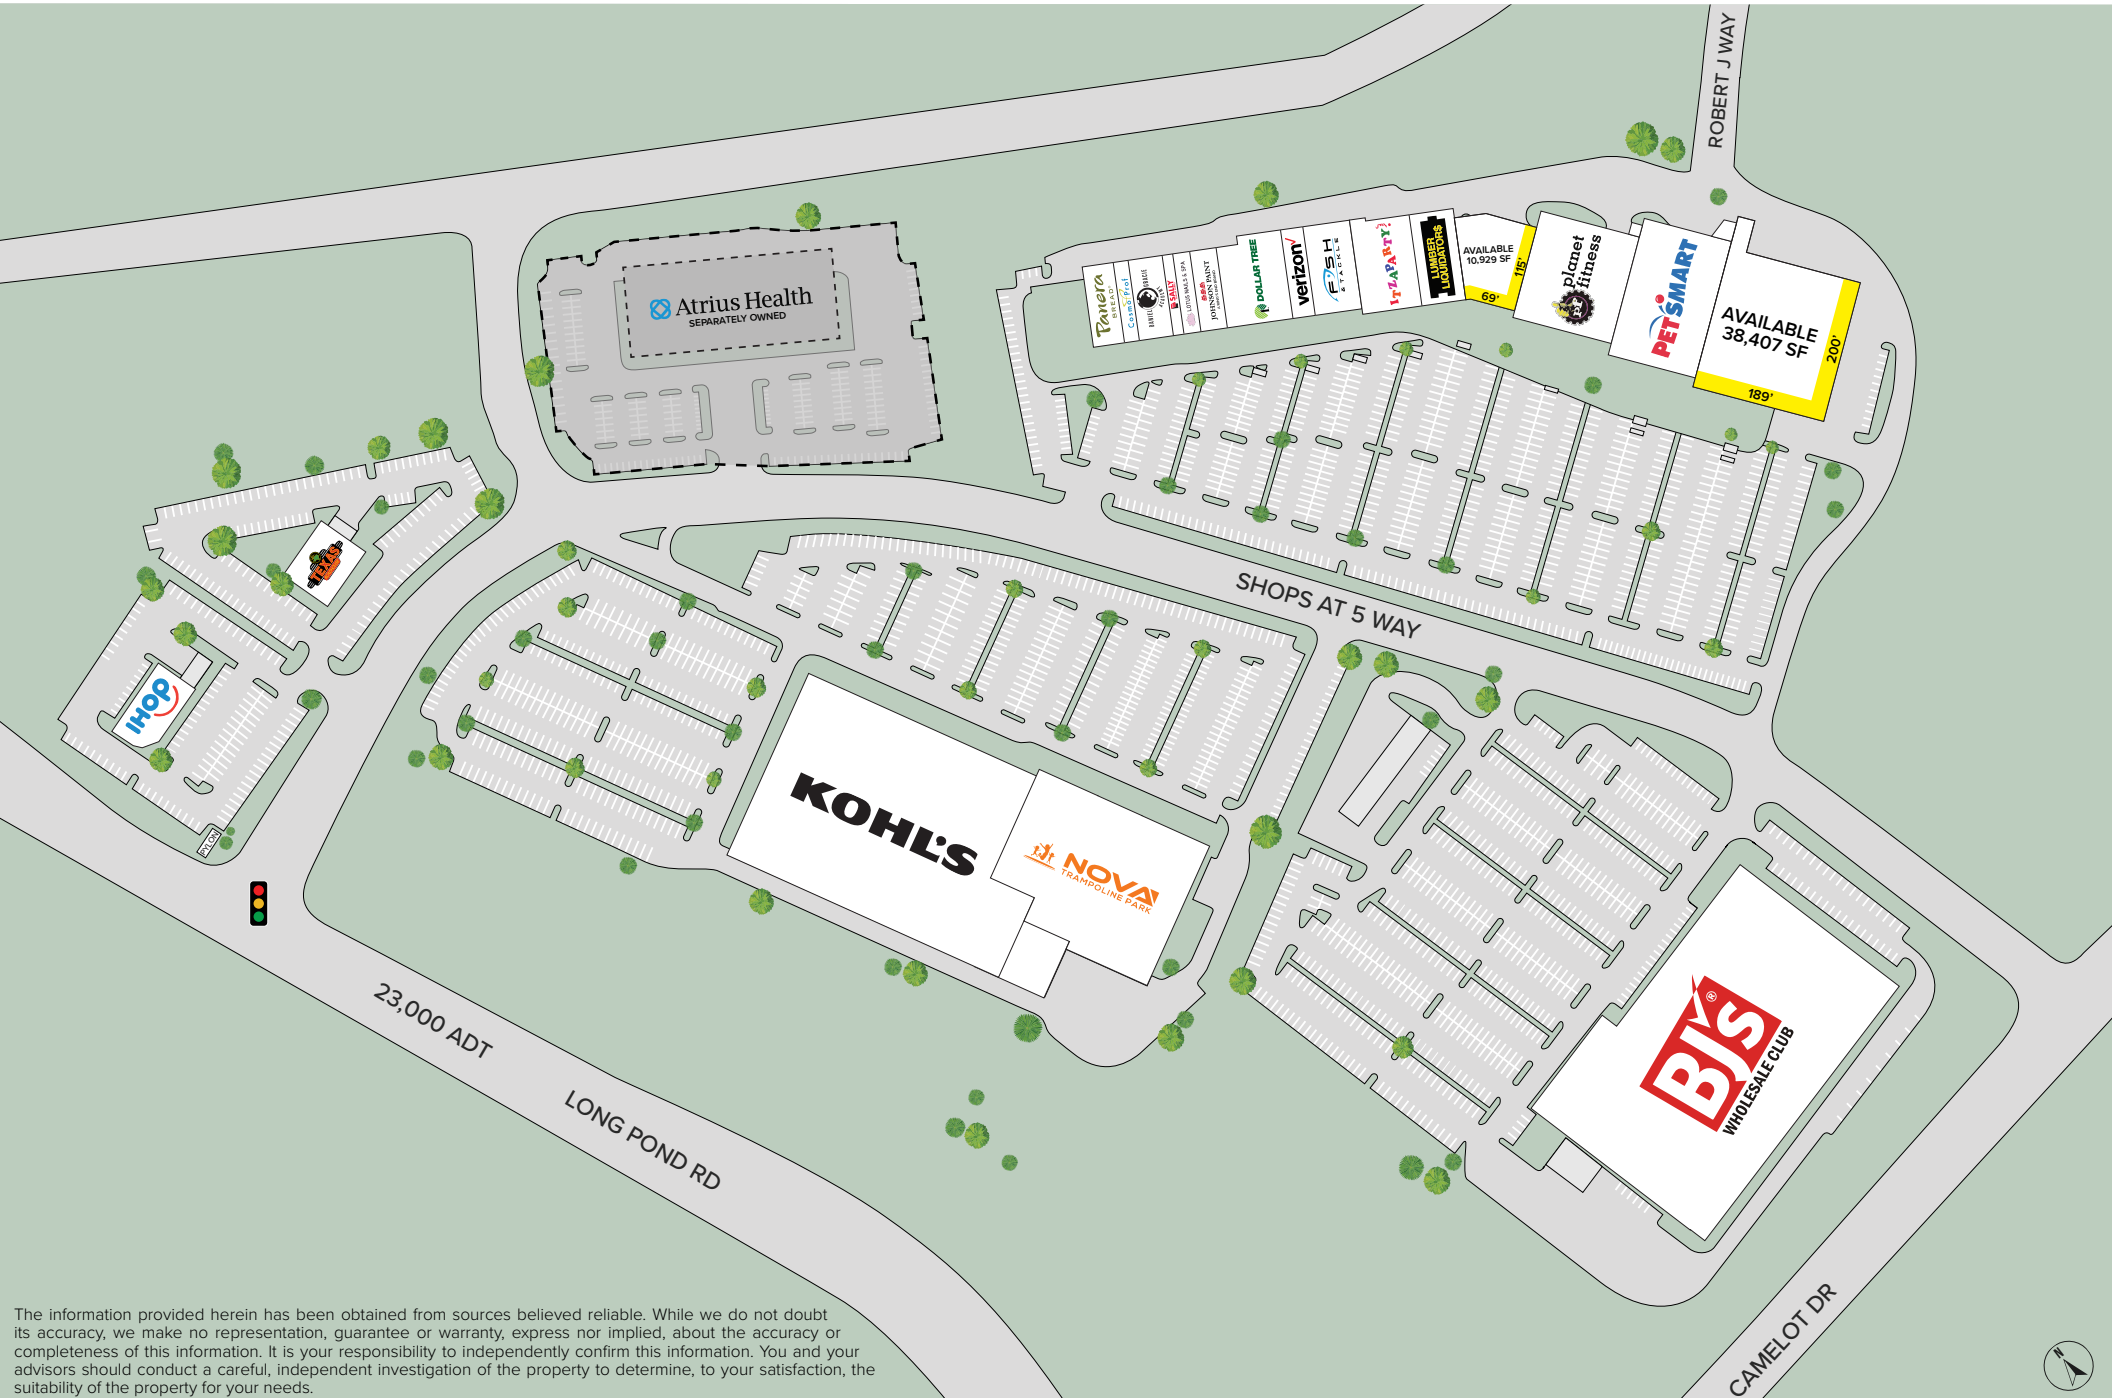 ROBERT J WAY
Atrius Health
SEPARATELY OWNED
Panera
BREAD
Cosmo Prof
DANIEL GRACIE
SALLY
LOTUS NAILS & SPA
JOHNSON PAINT
DOLLAR TREE
verizon
FISH
& TACKLE
ITZAPARTY!
LUMBER
LIQUIDATORS
AVAILABLE
10,929 SF
115'
69'
planet
fitness
PETSMART
AVAILABLE
38,407 SF
200'
189'
TEXAS
IHOP
PYLON
SHOPS AT 5 WAY
KOHL'S
NOVA
TRAMPOLINE PARK
BJ'S®
WHOLESALE CLUB
23,000 ADT
LONG POND RD
CAMELOT DR
N
The information provided herein has been obtained from sources believed reliable. While we do not doubt
its accuracy, we make no representation, guarantee or warranty, express nor implied, about the accuracy or
completeness of this information. It is your responsibility to independently confirm this information. You and your
advisors should conduct a careful, independent investigation of the property to determine, to your satisfaction, the
suitability of the property for your needs.